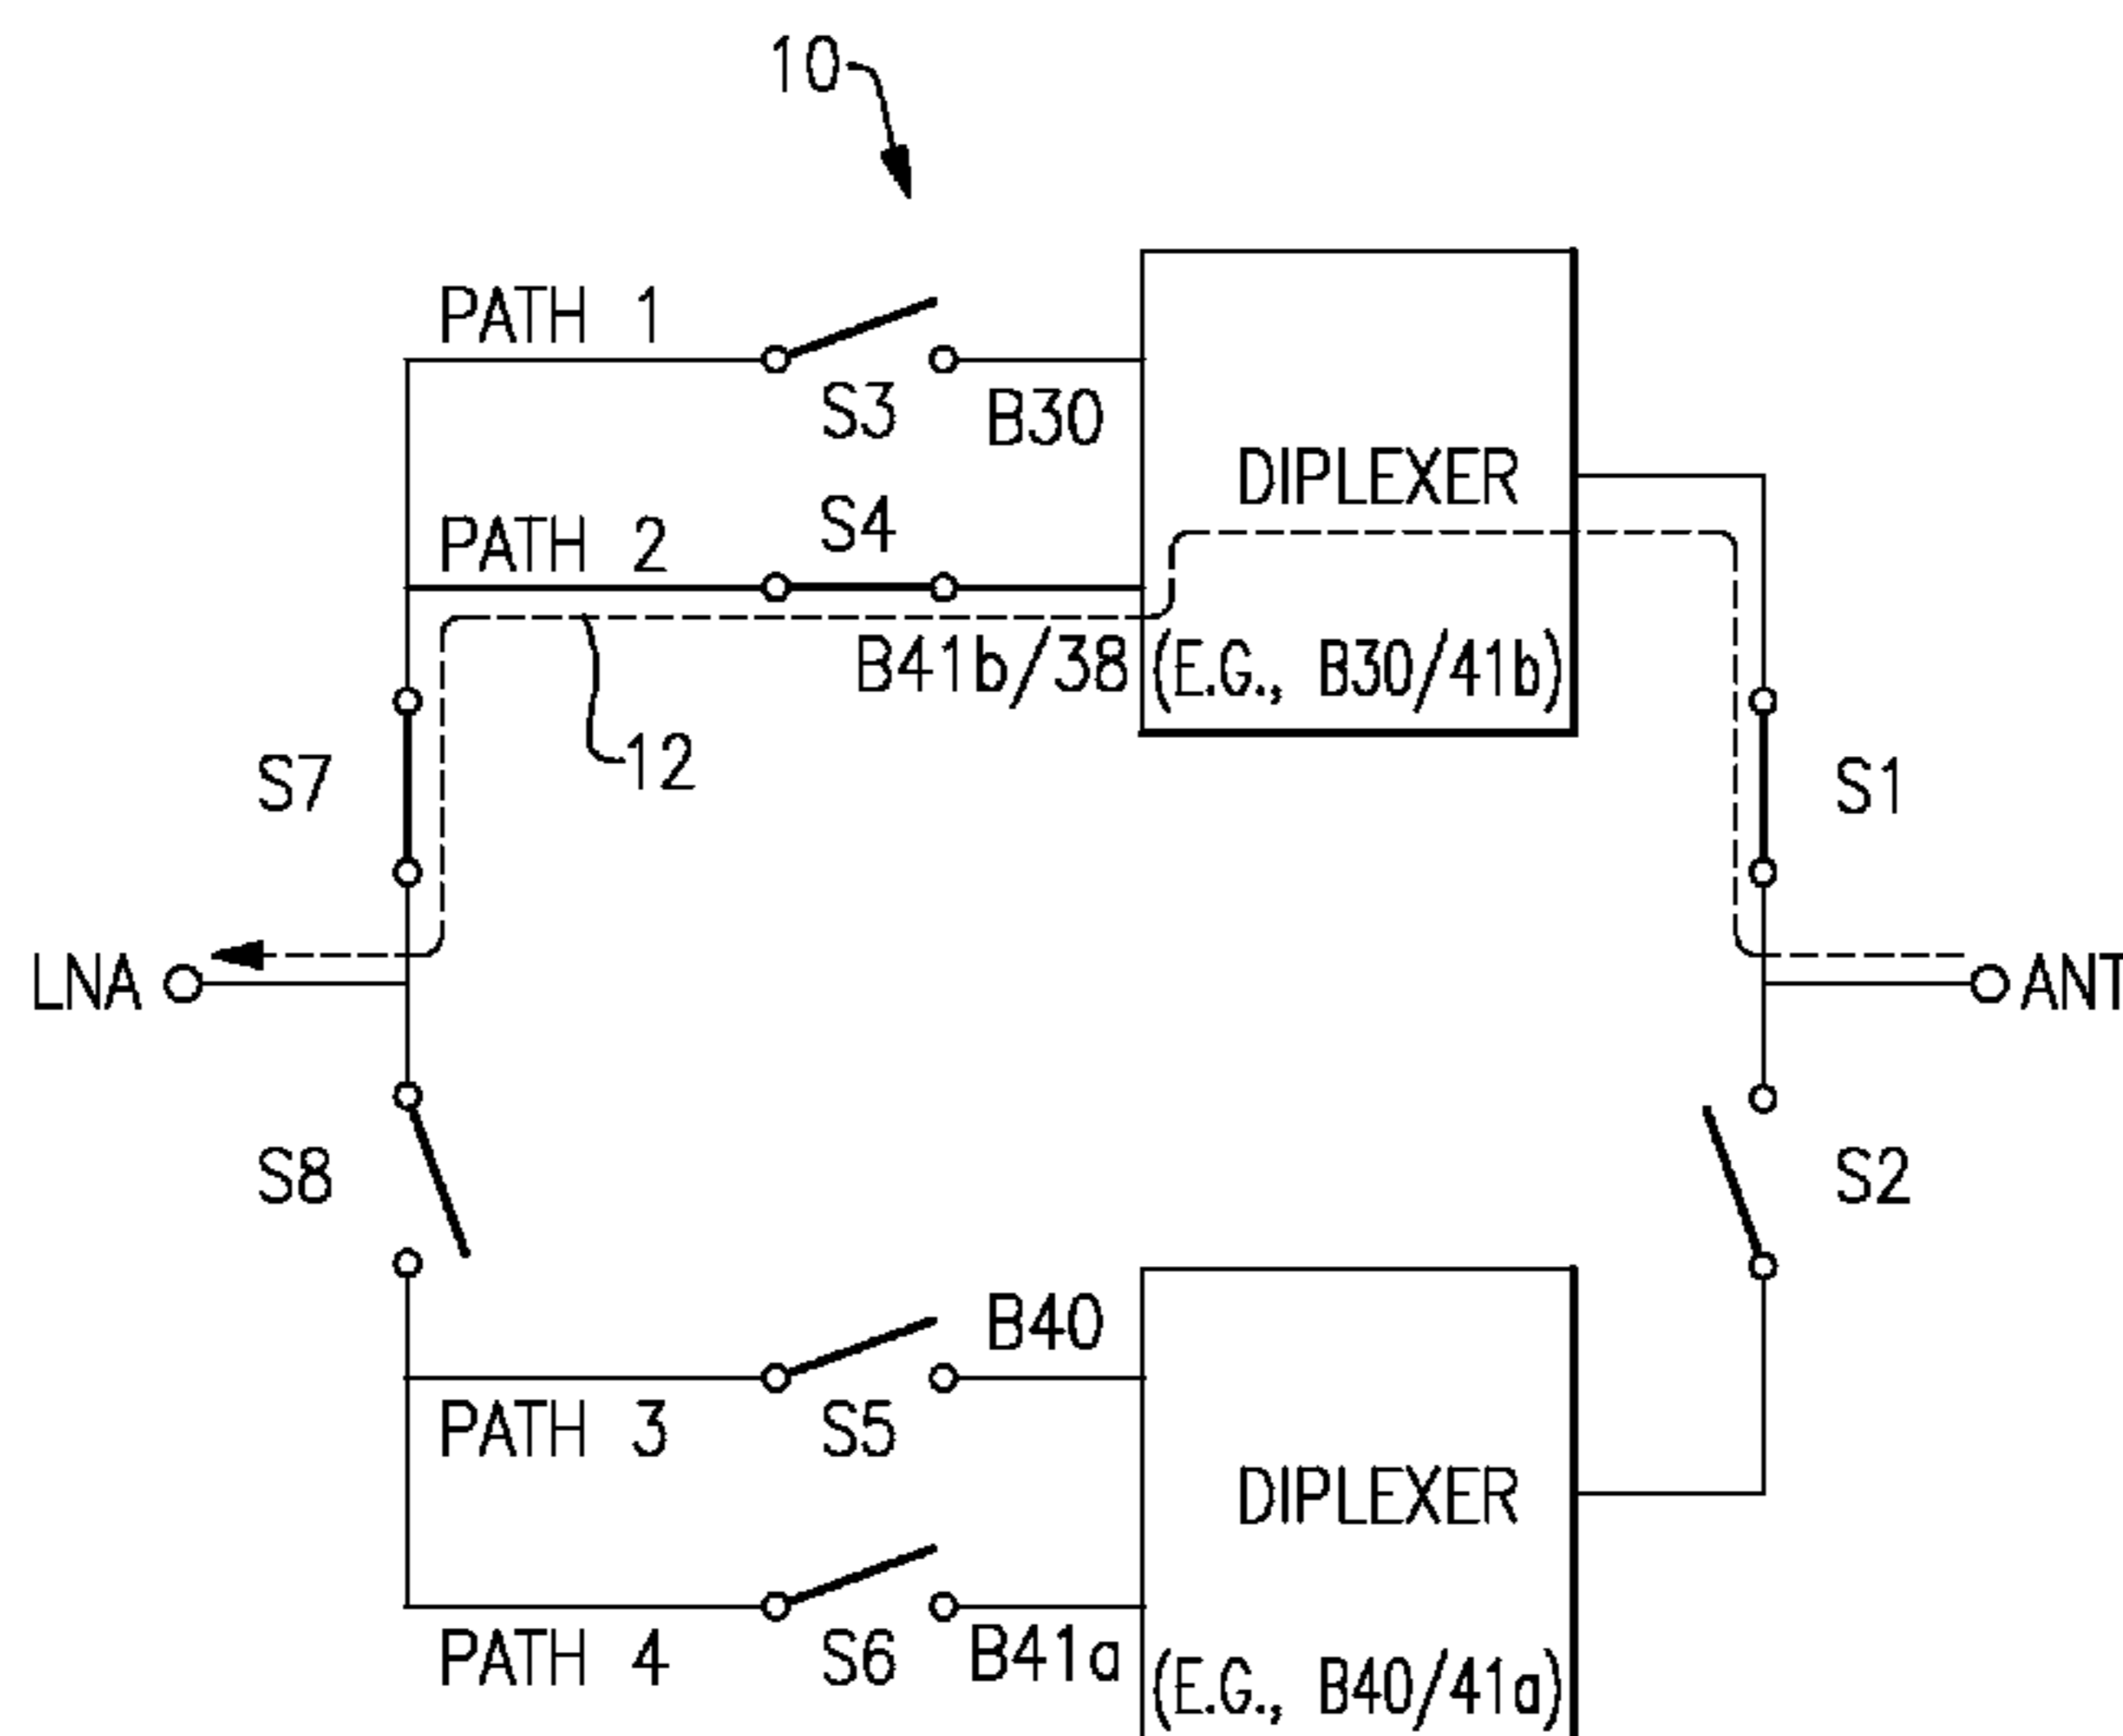 10
PATH 1
S3
B30
DIPLEXER
(E.G., B30/41b)
PATH 2
S4
B41b/38
12
S7
S1
LNA
ANT
S8
S2
B40
PATH 3
S5
DIPLEXER
(E.G., B40/41a)
PATH 4
S6
B41a